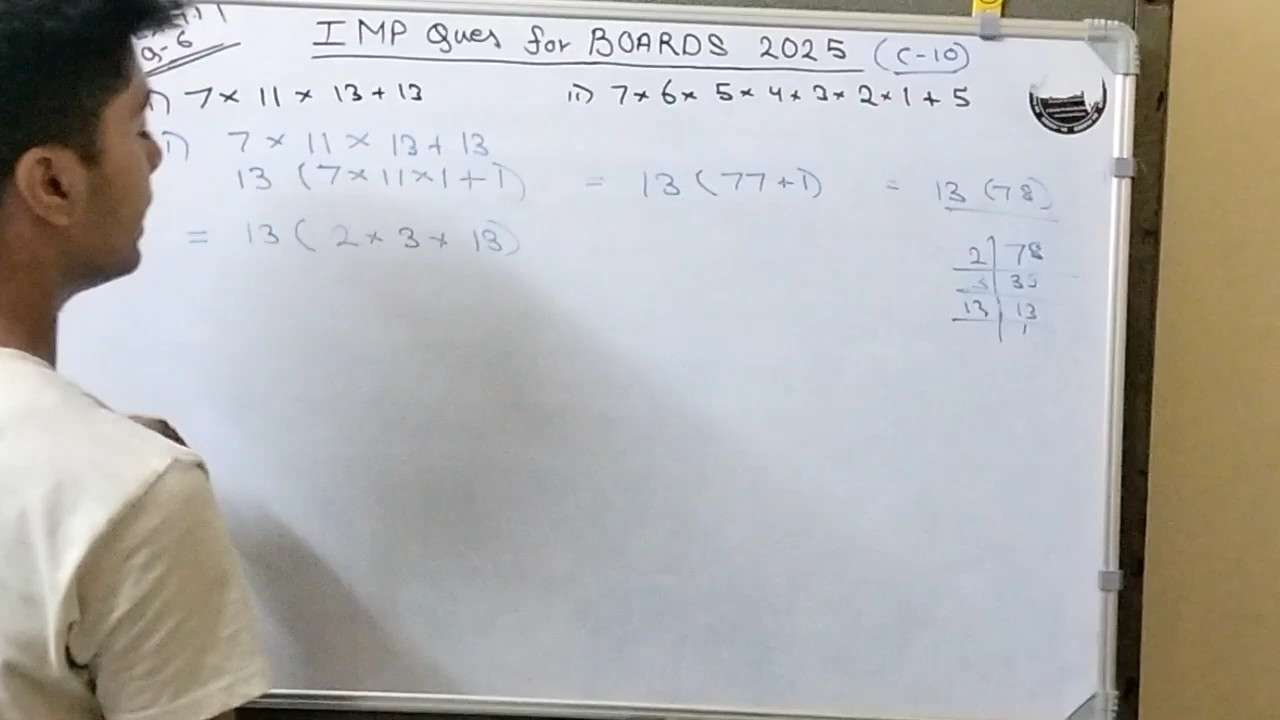 Q-6
IMP Ques for BOARDS 2025 (C-10)
i) 7 × 11 × 13 + 13
ii) 7 × 6 × 5 × 4 × 3 × 2 × 1 + 5
i) 7 × 11 × 13 + 13
13 (7 × 11 × 1 + 1) = 13 (77 + 1) = 13 (78)
= 13 (2 × 3 × 13)
2 | 78
3 | 39
13 | 13
1